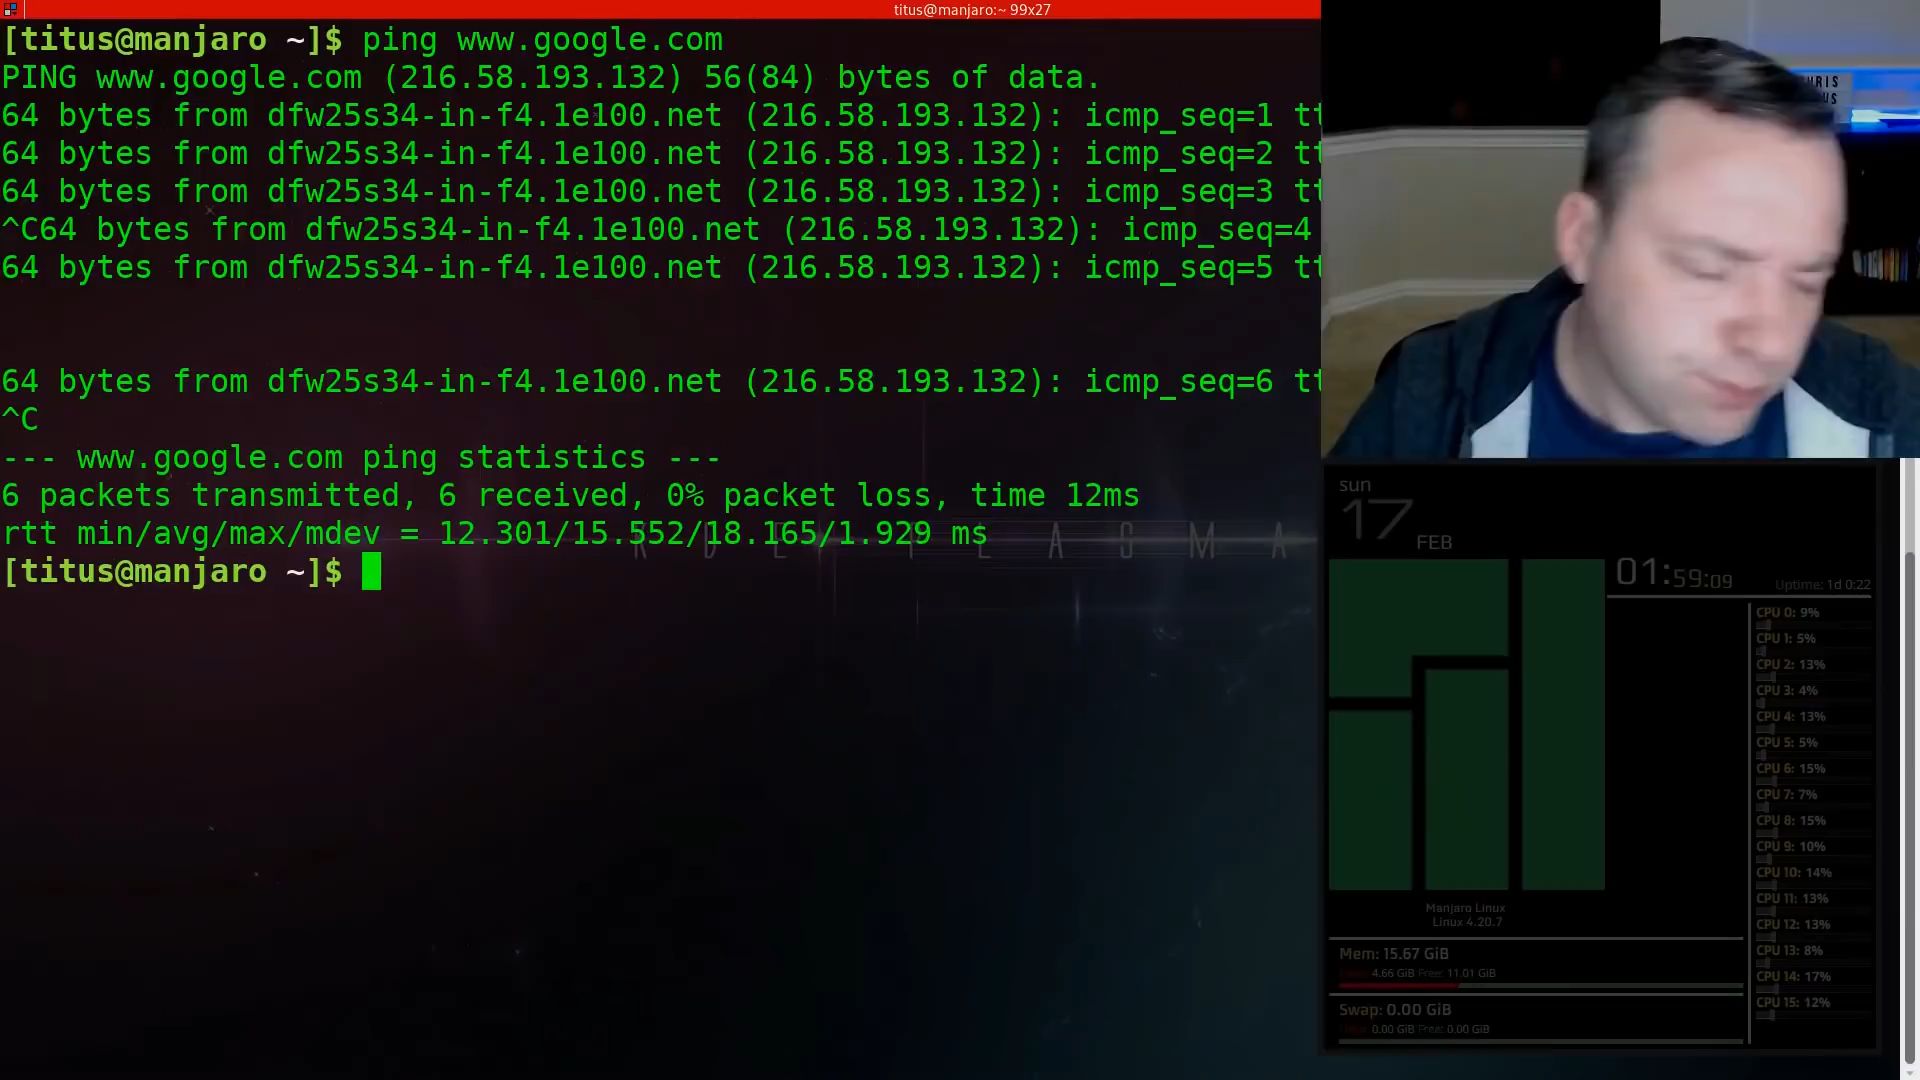 titus@manjaro:~ 99x27
[titus@manjaro ~]$ ping www.google.com
PING www.google.com (216.58.193.132) 56(84) bytes of data.
64 bytes from dfw25s34-in-f4.1e100.net (216.58.193.132): icmp_seq=1 tt
64 bytes from dfw25s34-in-f4.1e100.net (216.58.193.132): icmp_seq=2 tt
64 bytes from dfw25s34-in-f4.1e100.net (216.58.193.132): icmp_seq=3 tt
^C64 bytes from dfw25s34-in-f4.1e100.net (216.58.193.132): icmp_seq=4
64 bytes from dfw25s34-in-f4.1e100.net (216.58.193.132): icmp_seq=5 tt
64 bytes from dfw25s34-in-f4.1e100.net (216.58.193.132): icmp_seq=6 tt
^C
--- www.google.com ping statistics ---
6 packets transmitted, 6 received, 0% packet loss, time 12ms
rtt min/avg/max/mdev = 12.301/15.552/18.165/1.929 ms
[titus@manjaro ~]$
sun
17
FEB
01:59:09
Uptime: 1d 0:22
CPU 0: 9%
CPU 1: 5%
CPU 2: 13%
CPU 3: 4%
CPU 4: 13%
CPU 5: 5%
CPU 6: 15%
CPU 7: 7%
CPU 8: 15%
CPU 9: 10%
CPU 10: 14%
CPU 11: 13%
CPU 12: 13%
CPU 13: 8%
CPU 14: 17%
CPU 15: 12%
Manjaro Linux
Linux 4.20.7
Mem: 15.67 GiB
4.66 GiB Free: 11.01 GiB
Swap: 0.00 GiB
0.00 GiB Free: 0.00 GiB